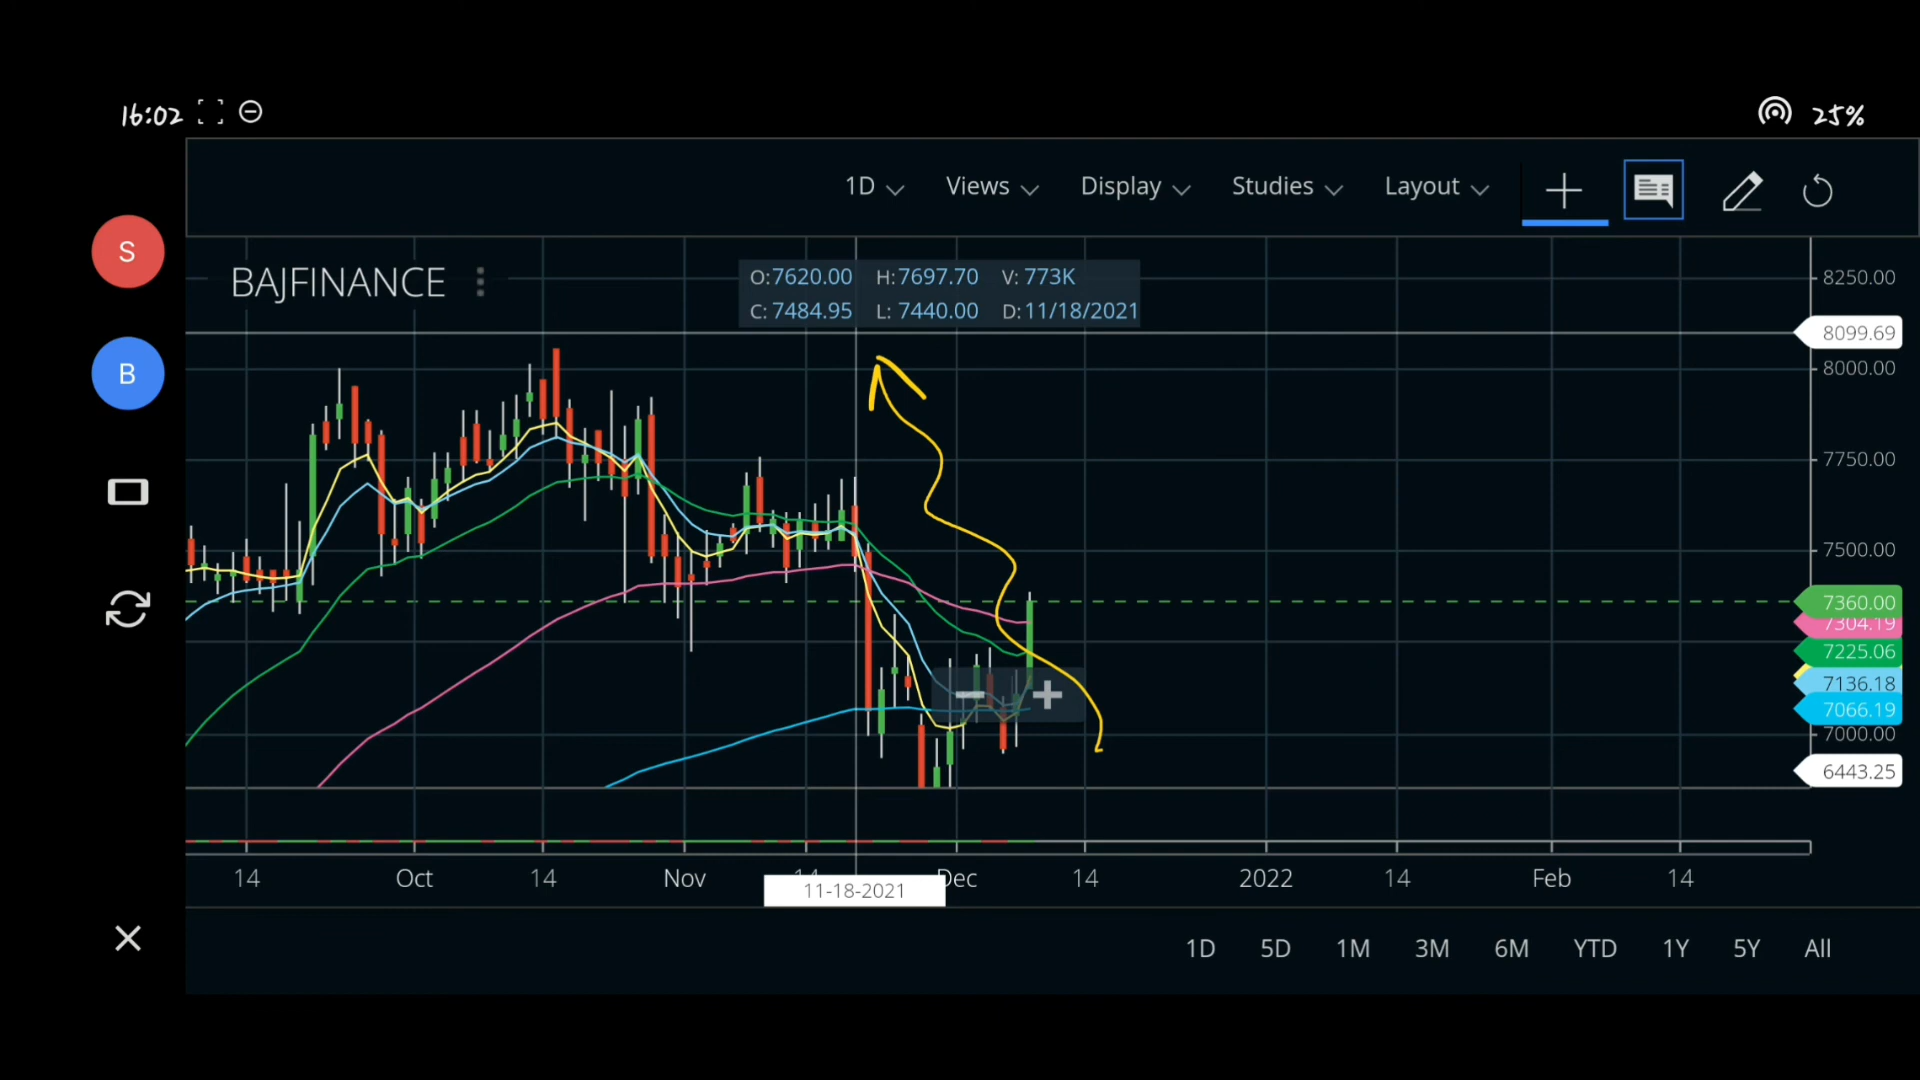 16:02
25%
1D Views Display Studies Layout
S
BAJFINANCE
O:7620.00 H:7697.70 V: 773K
C: 7484.95 L: 7440.00 D:11/18/2021
8250.00
8099.69
B
8000.00
7750.00
7500.00
7360.00
7304.19
7225.06
7136.18
7066.19
7000.00
6443.25
14 Oct 14 Nov 14 Dec 14 2022 14 Feb 14
11-18-2021
1D 5D 1M 3M 6M YTD 1Y 5Y All